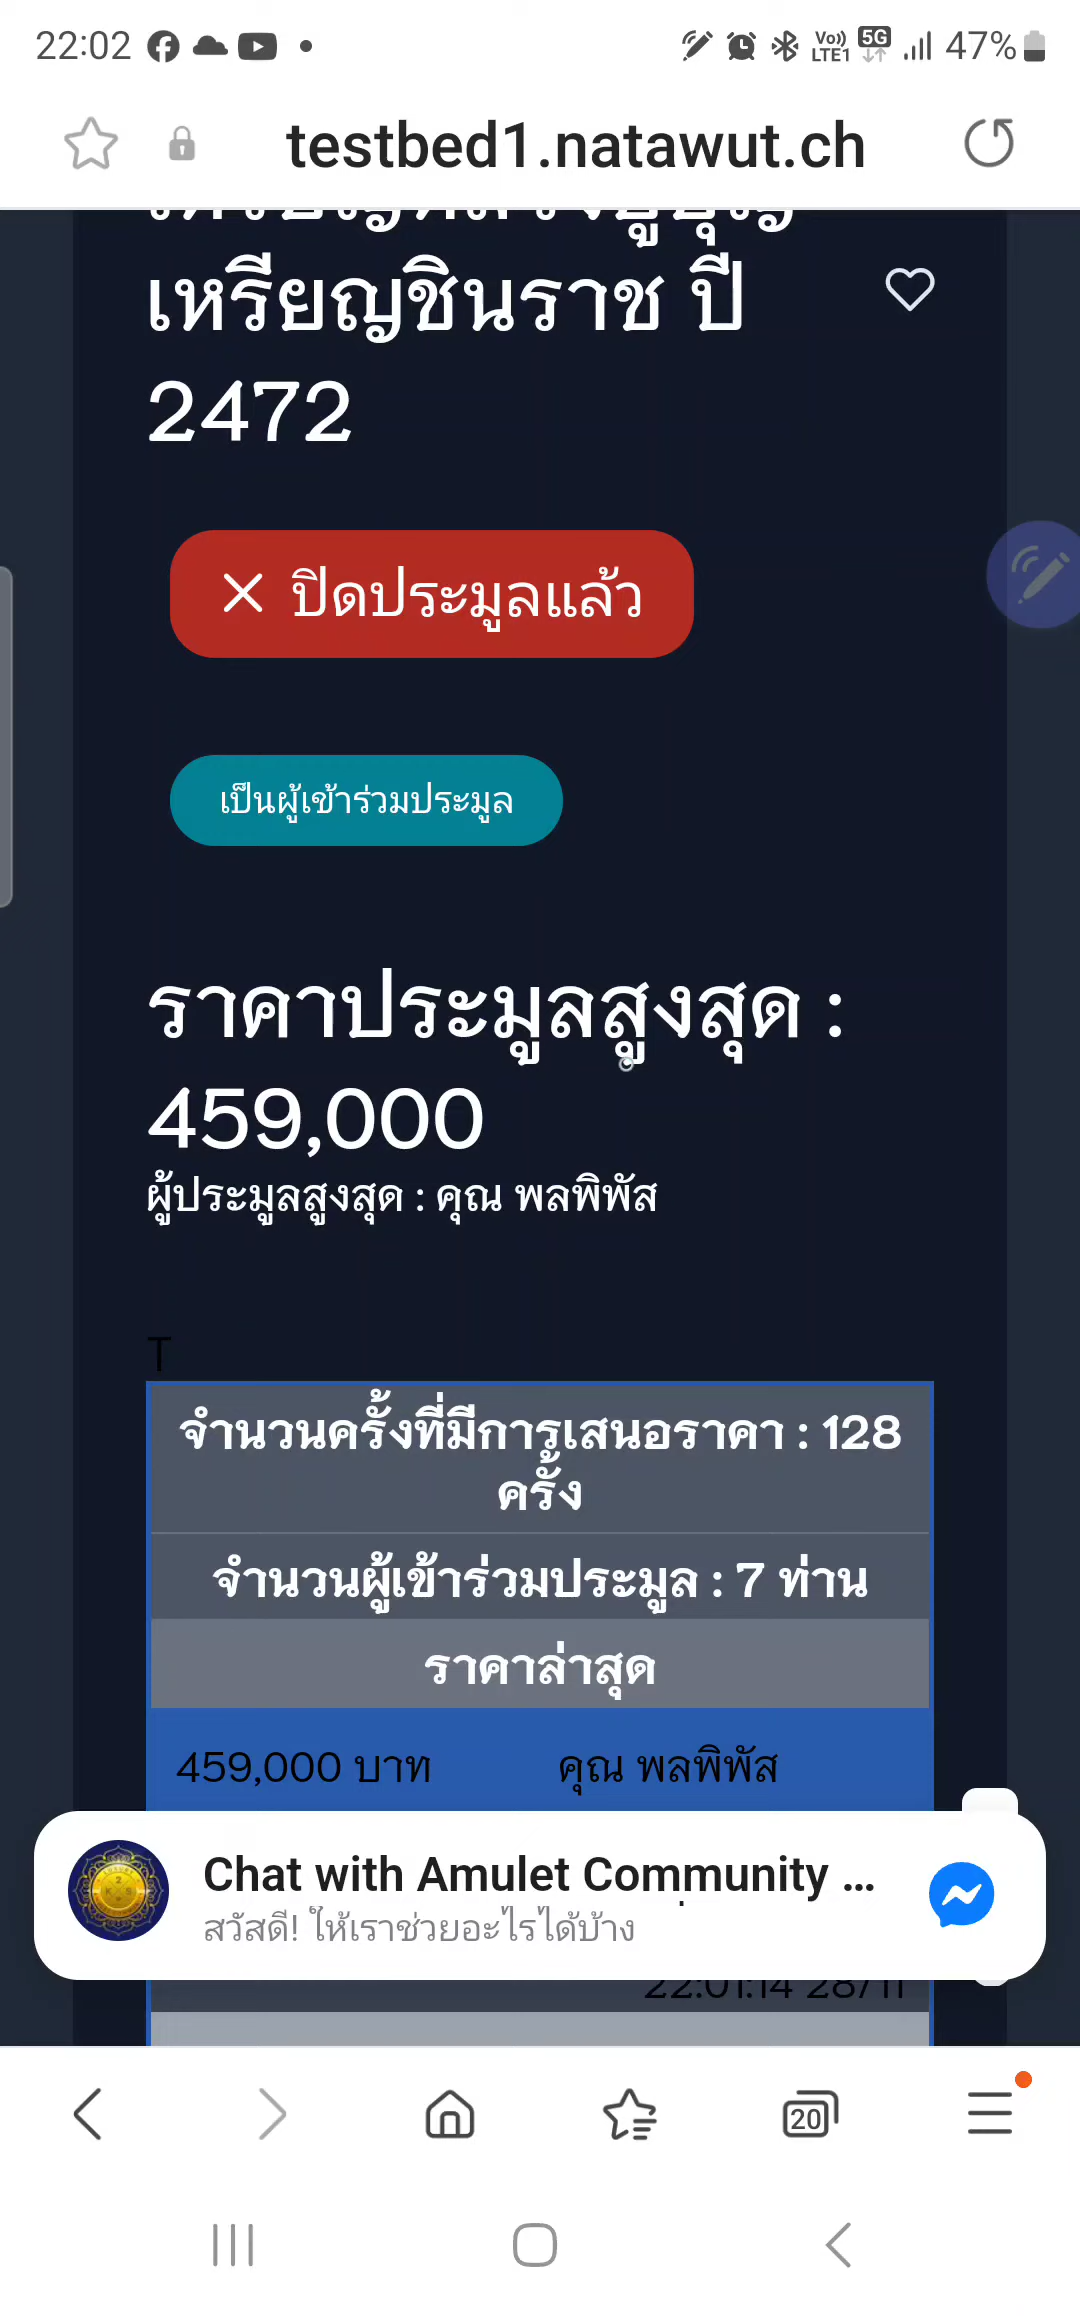 22:02
Vo)) LTE1 5G 47%
testbed1.natawut.ch
เหรียญชินราช ปี
2472
ปิดประมูลแล้ว
เป็นผู้เข้าร่วมประมูล
ราคาประมูลสูงสุด :
459,000
ผู้ประมูลสูงสุด : คุณ พลพิพัส
T
จำนวนครั้งที่มีการเสนอราคา : 128
ครั้ง
จำนวนผู้เข้าร่วมประมูล : 7 ท่าน
ราคาล่าสุด
459,000 บาท คุณ พลพิพัส
Chat with Amulet Community ...
สวัสดี! ให้เราช่วยอะไรได้บ้าง
22:01:14 28/11
20